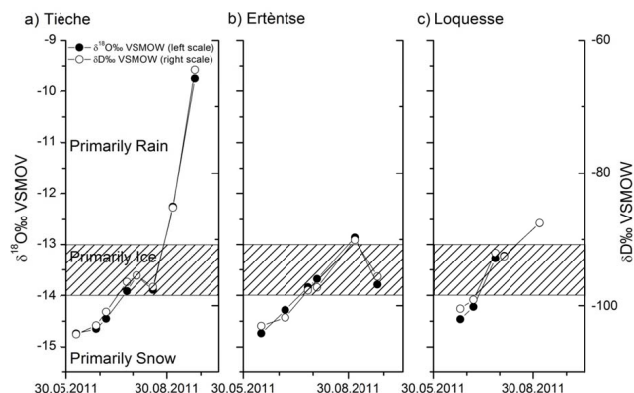 a) Tieche
b) Ertèntse
c) Loquesse
-9
-10
-11
-12
-13
-14
-15
δ18O‰ VSMOV
δ18O‰ VSMOW (left scale)
δD‰ VSMOW (right scale)
Primarily Rain
Primarily Ice
Primarily Snow
-60
-80
-100
δD‰ VSMOW
30.05.2011
30.08.2011
30.05.2011
30.08.2011
30.05.2011
30.08.2011